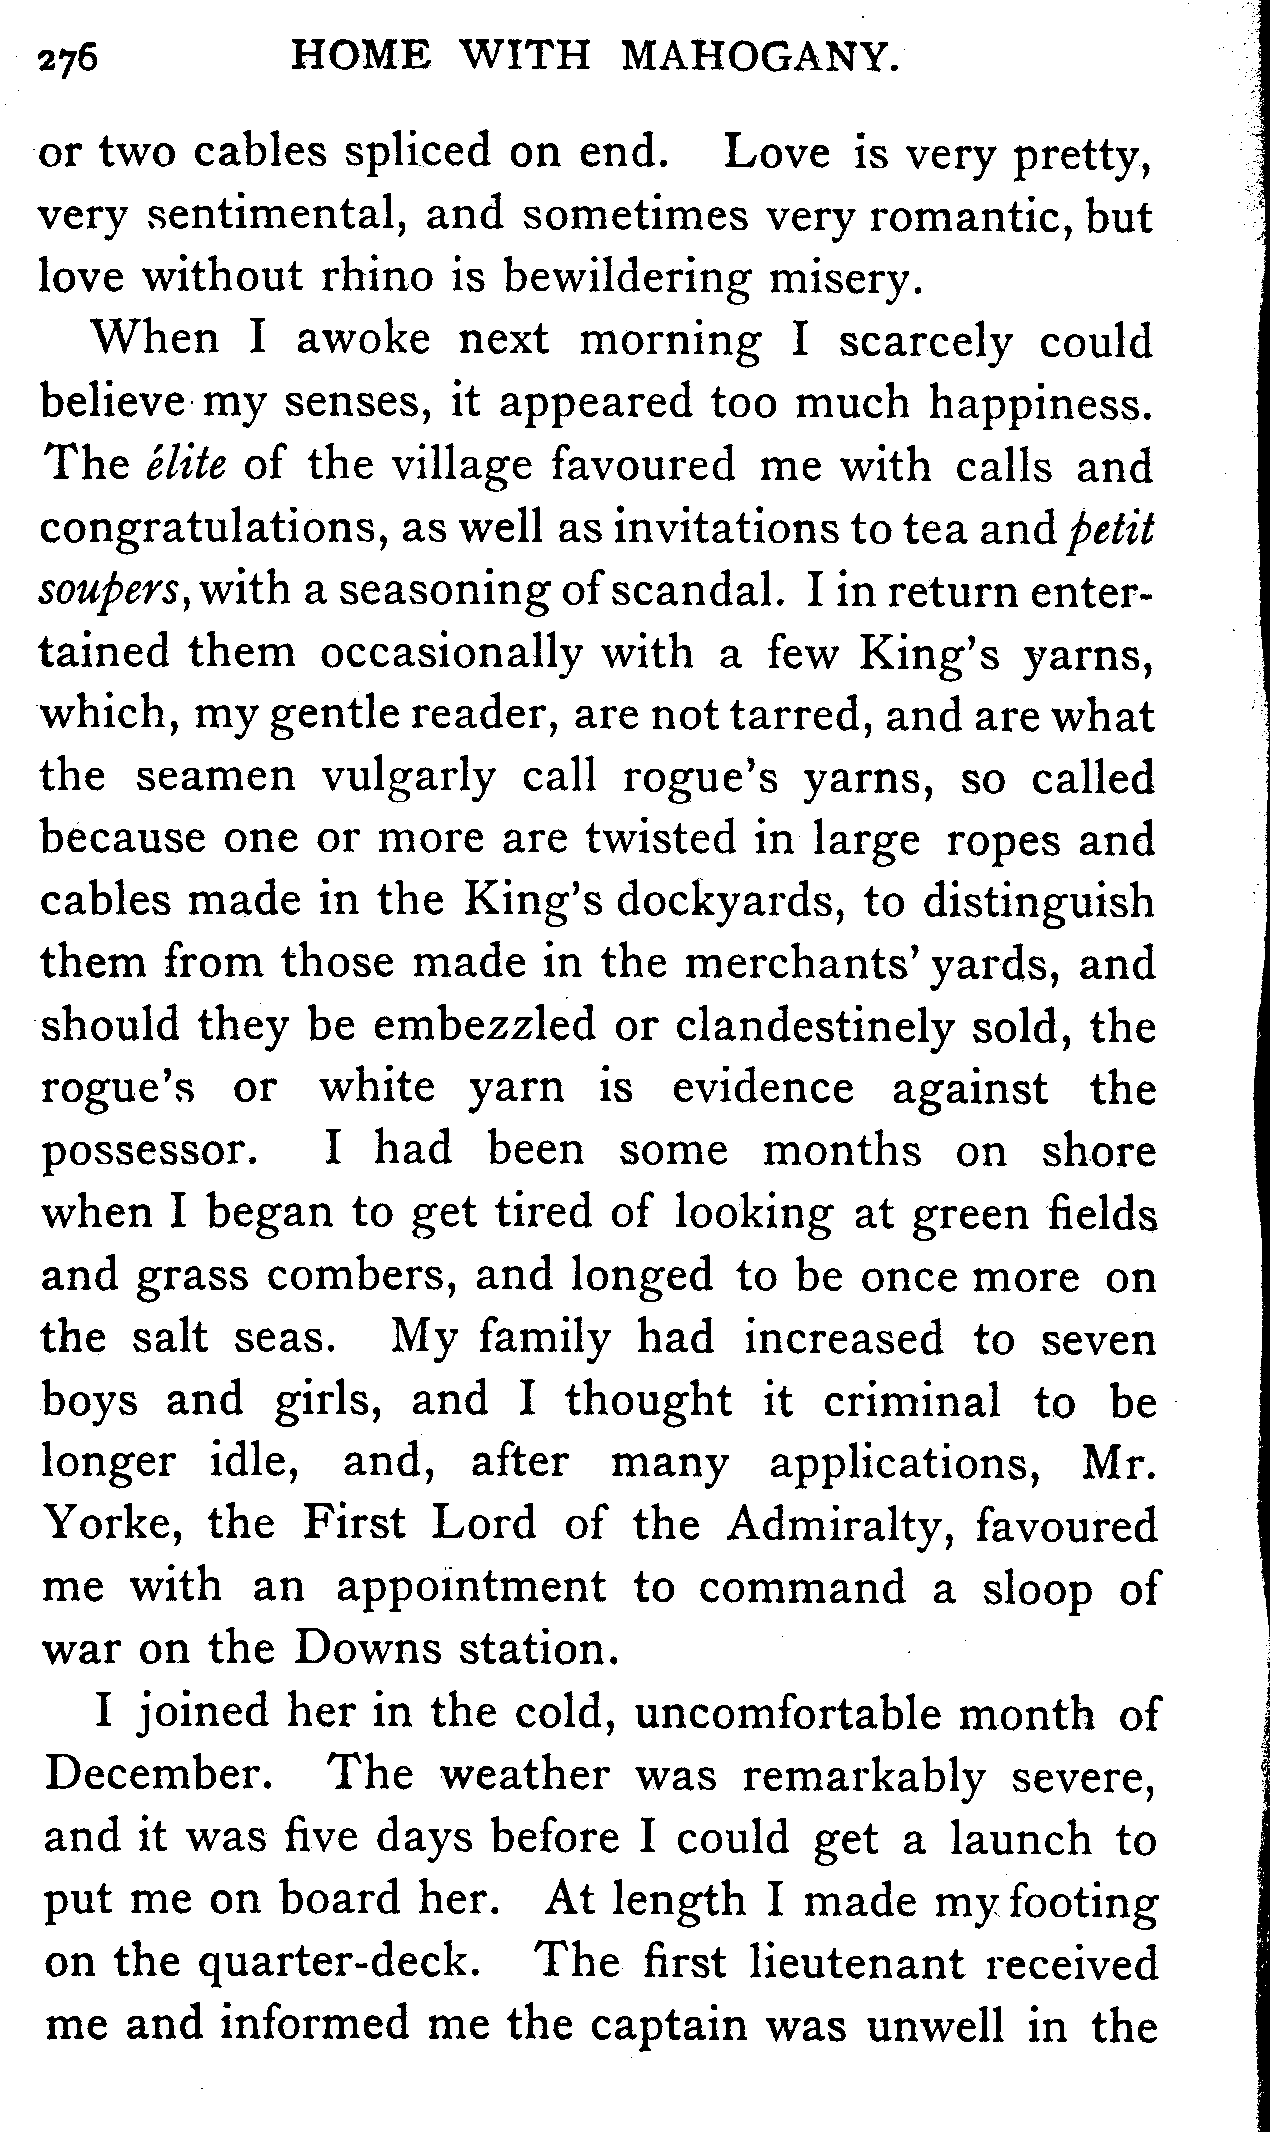 276 HOME WITH MAHOGANY.
or two cables spliced on end. Love is very pretty,
very sentimental, and sometimes very romantic, but
love without rhino is bewildering misery.
When I awoke next morning I scarcely could
believe my senses, it appeared too much happiness.
The élite of the village favoured me with calls and
congratulations, as well as invitations to tea and petit
soupers, with a seasoning of scandal. I in return enter-
tained them occasionally with a few King's yarns,
which, my gentle reader, are not tarred, and are what
the seamen vulgarly call rogue's yarns, so called
because one or more are twisted in large ropes and
cables made in the King's dockyards, to distinguish
them from those made in the merchants' yards, and
should they be embezzled or clandestinely sold, the
rogue's or white yarn is evidence against the
possessor. I had been some months on shore
when I began to get tired of looking at green fields
and grass combers, and longed to be once more on
the salt seas. My family had increased to seven
boys and girls, and I thought it criminal to be
longer idle, and, after many applications, Mr.
Yorke, the First Lord of the Admiralty, favoured
me with an appointment to command a sloop of
war on the Downs station.
I joined her in the cold, uncomfortable month of
December. The weather was remarkably severe,
and it was five days before I could get a launch to
put me on board her. At length I made my footing
on the quarter-deck. The first lieutenant received
me and informed me the captain was unwell in the